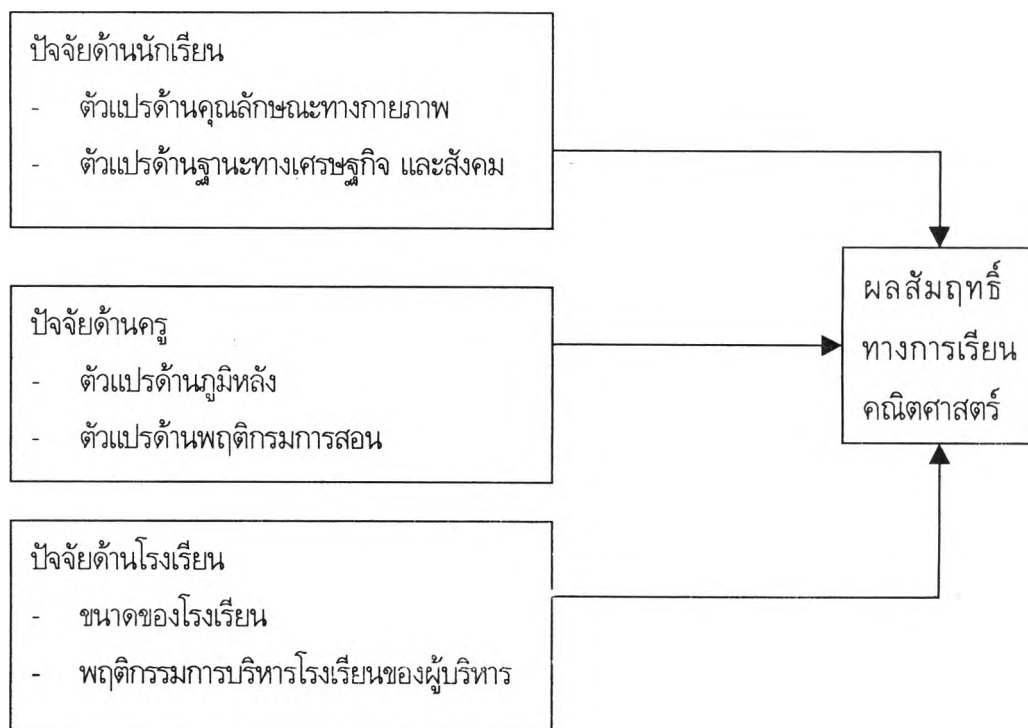 ปัจจัยด้านนักเรียน
- ตัวแปรด้านคุณลักษณะทางกายภาพ
- ตัวแปรด้านฐานะทางเศรษฐกิจ และสังคม
ปัจจัยด้านครู
- ตัวแปรด้านภูมิหลัง
- ตัวแปรด้านพฤติกรมการสอน
ปัจจัยด้านโรงเรียน
- ขนาดของโรงเรียน
- พฤติกรรมการบริหารโรงเรียนของผู้บริหาร
ผลสัมฤทธิ์
ทางการเรียน
คณิตศาสตร์